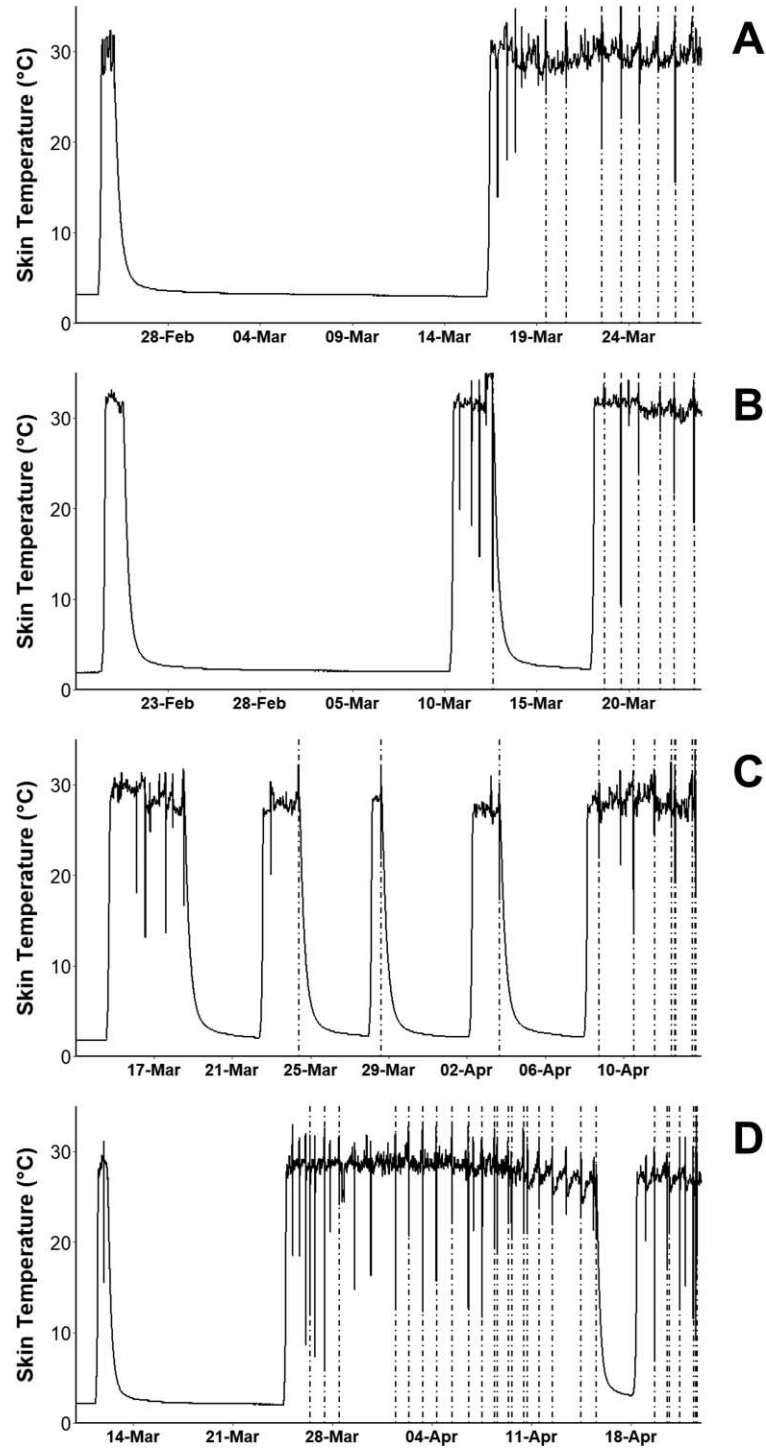 A
Skin Temperature (°C)
30
20
10
0
28-Feb 04-Mar 09-Mar 14-Mar 19-Mar 24-Mar
B
Skin Temperature (°C)
30
20
10
0
23-Feb 28-Feb 05-Mar 10-Mar 15-Mar 20-Mar
C
Skin Temperature (°C)
30
20
10
0
17-Mar 21-Mar 25-Mar 29-Mar 02-Apr 06-Apr 10-Apr
D
Skin Temperature (°C)
30
20
10
0
14-Mar 21-Mar 28-Mar 04-Apr 11-Apr 18-Apr